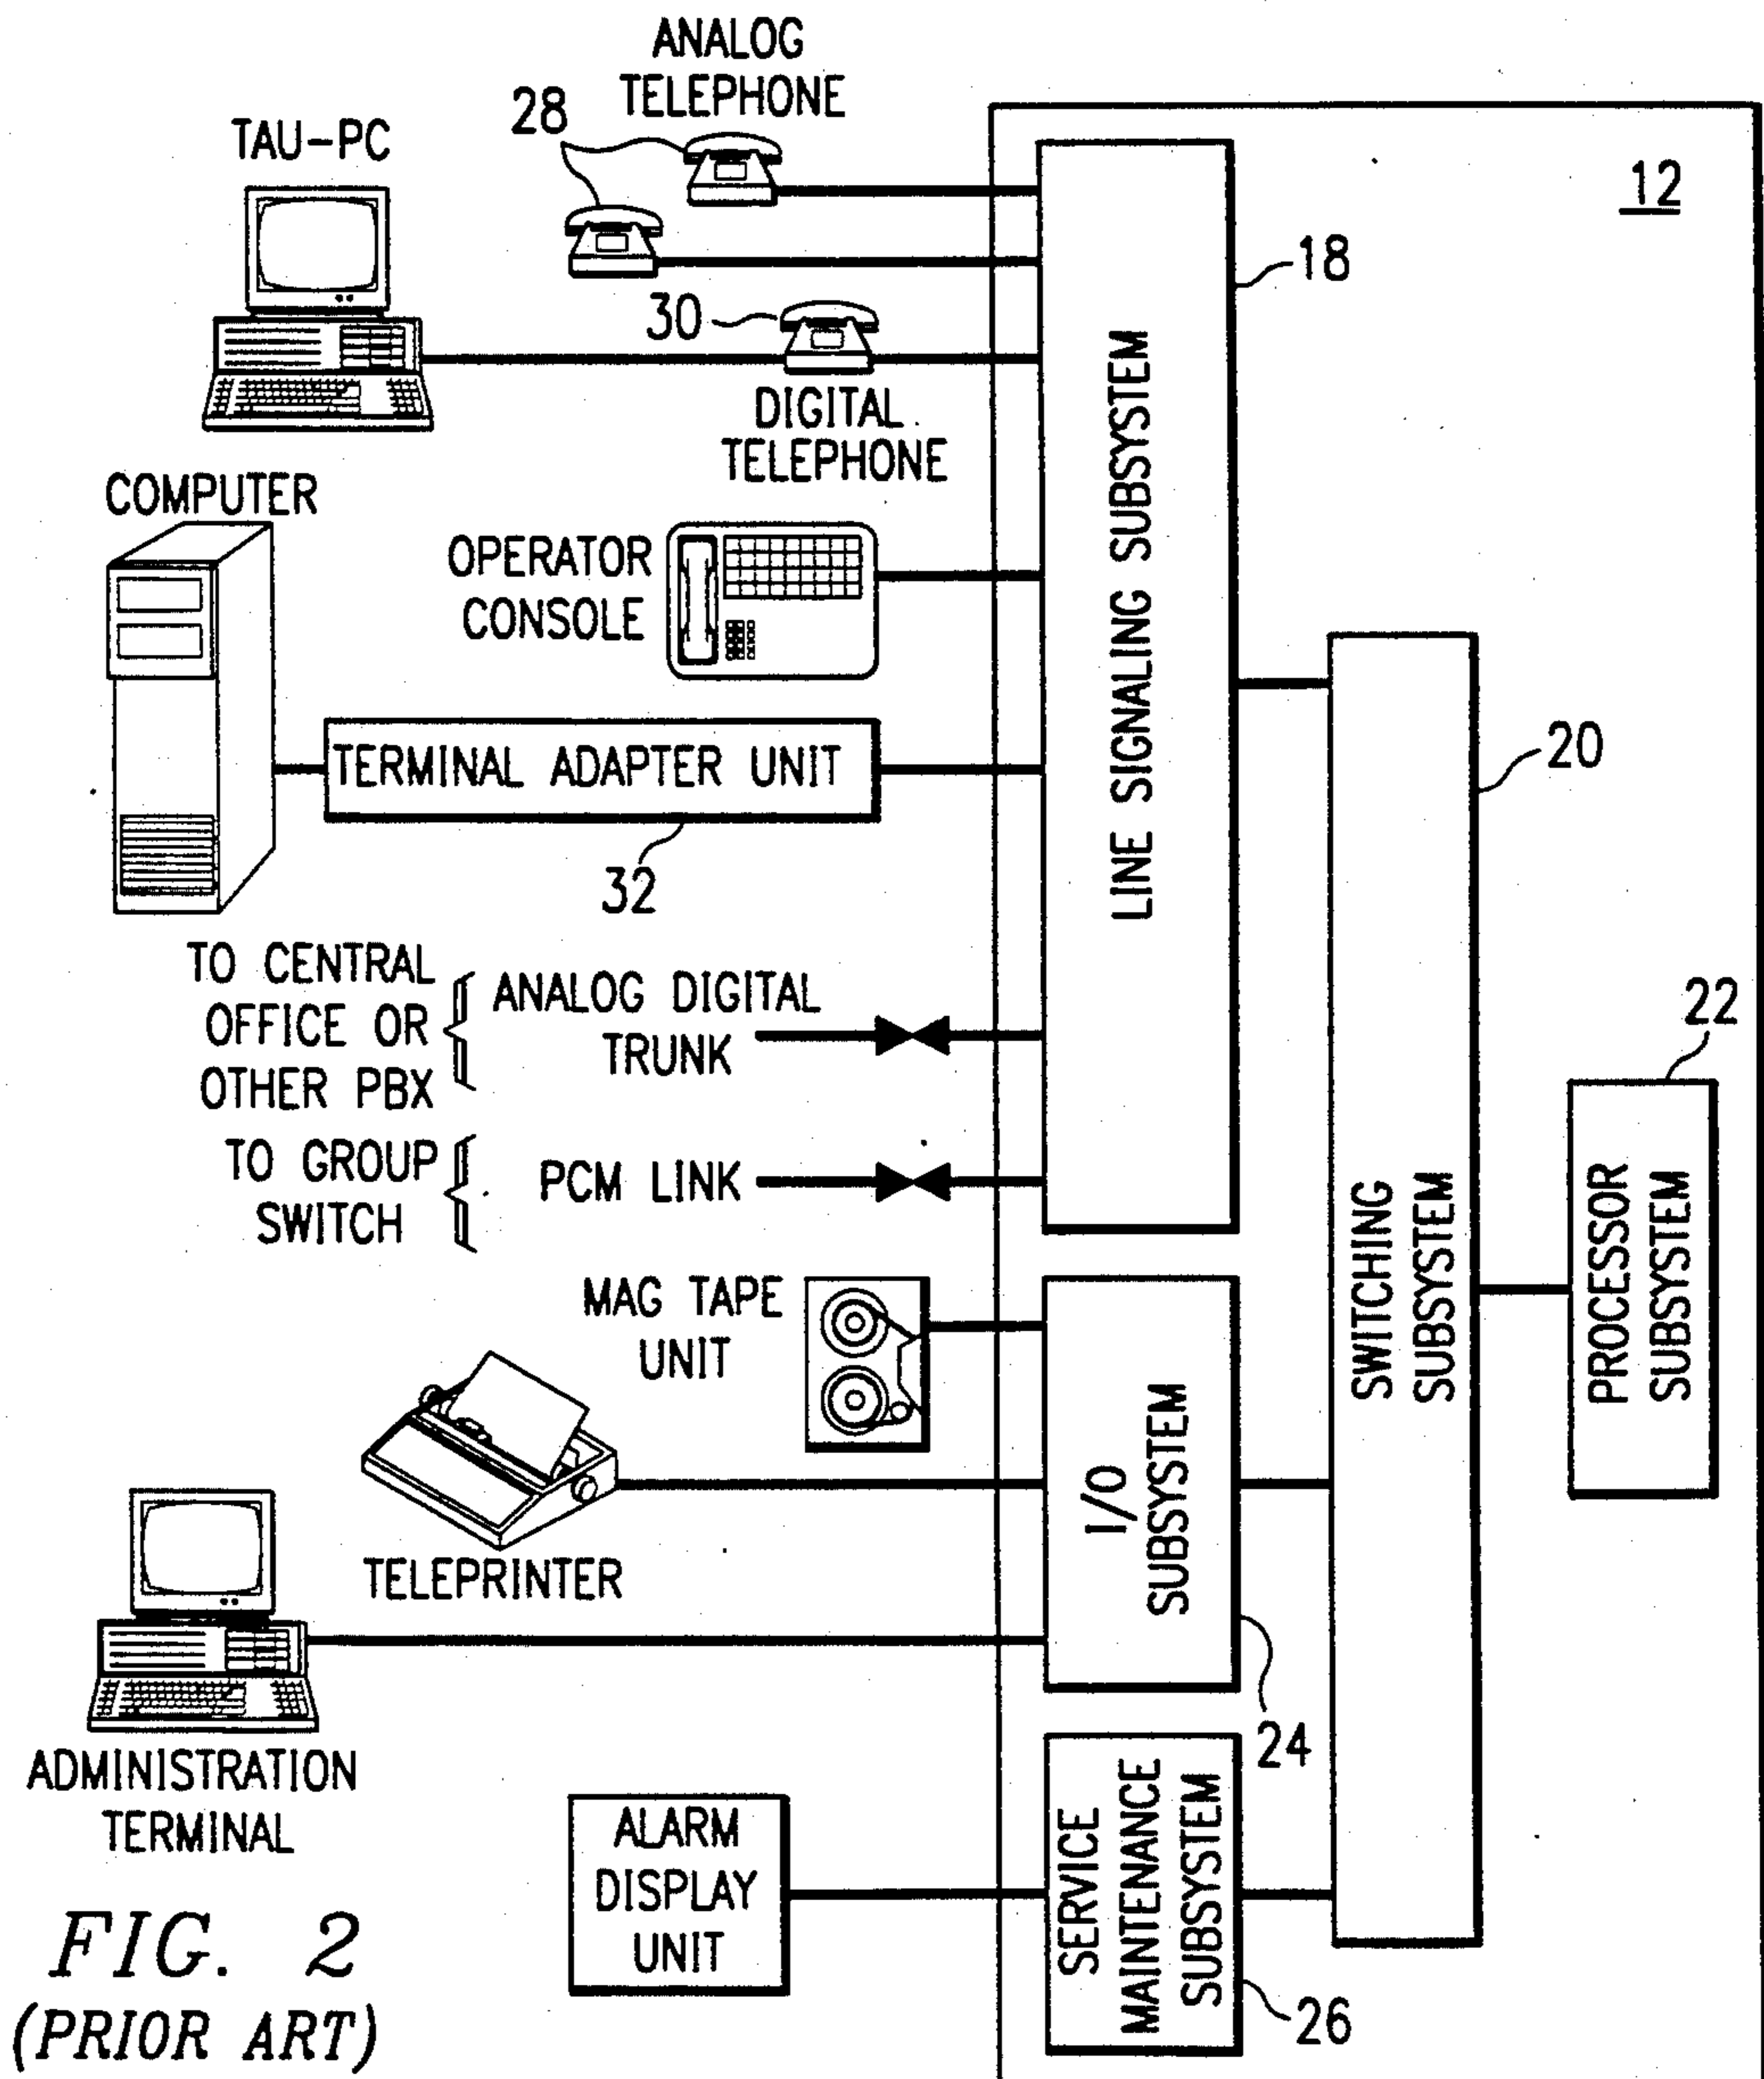 ANALOG
TELEPHONE
28
TAU-PC
12
18
30
DIGITAL
TELEPHONE
COMPUTER
OPERATOR
CONSOLE
LINE SIGNALING SUBSYSTEM
20
TERMINAL ADAPTER UNIT
32
TO CENTRAL
OFFICE OR
OTHER PBX
ANALOG DIGITAL
TRUNK
22
TO GROUP
SWITCH
PCM LINK
SWITCHING
SUBSYSTEM
PROCESSOR
SUBSYSTEM
MAG TAPE
UNIT
I/O
SUBSYSTEM
TELEPRINTER
24
ADMINISTRATION
TERMINAL
ALARM
DISPLAY
UNIT
SERVICE
MAINTENANCE
SUBSYSTEM
26
FIG. 2
(PRIOR ART)